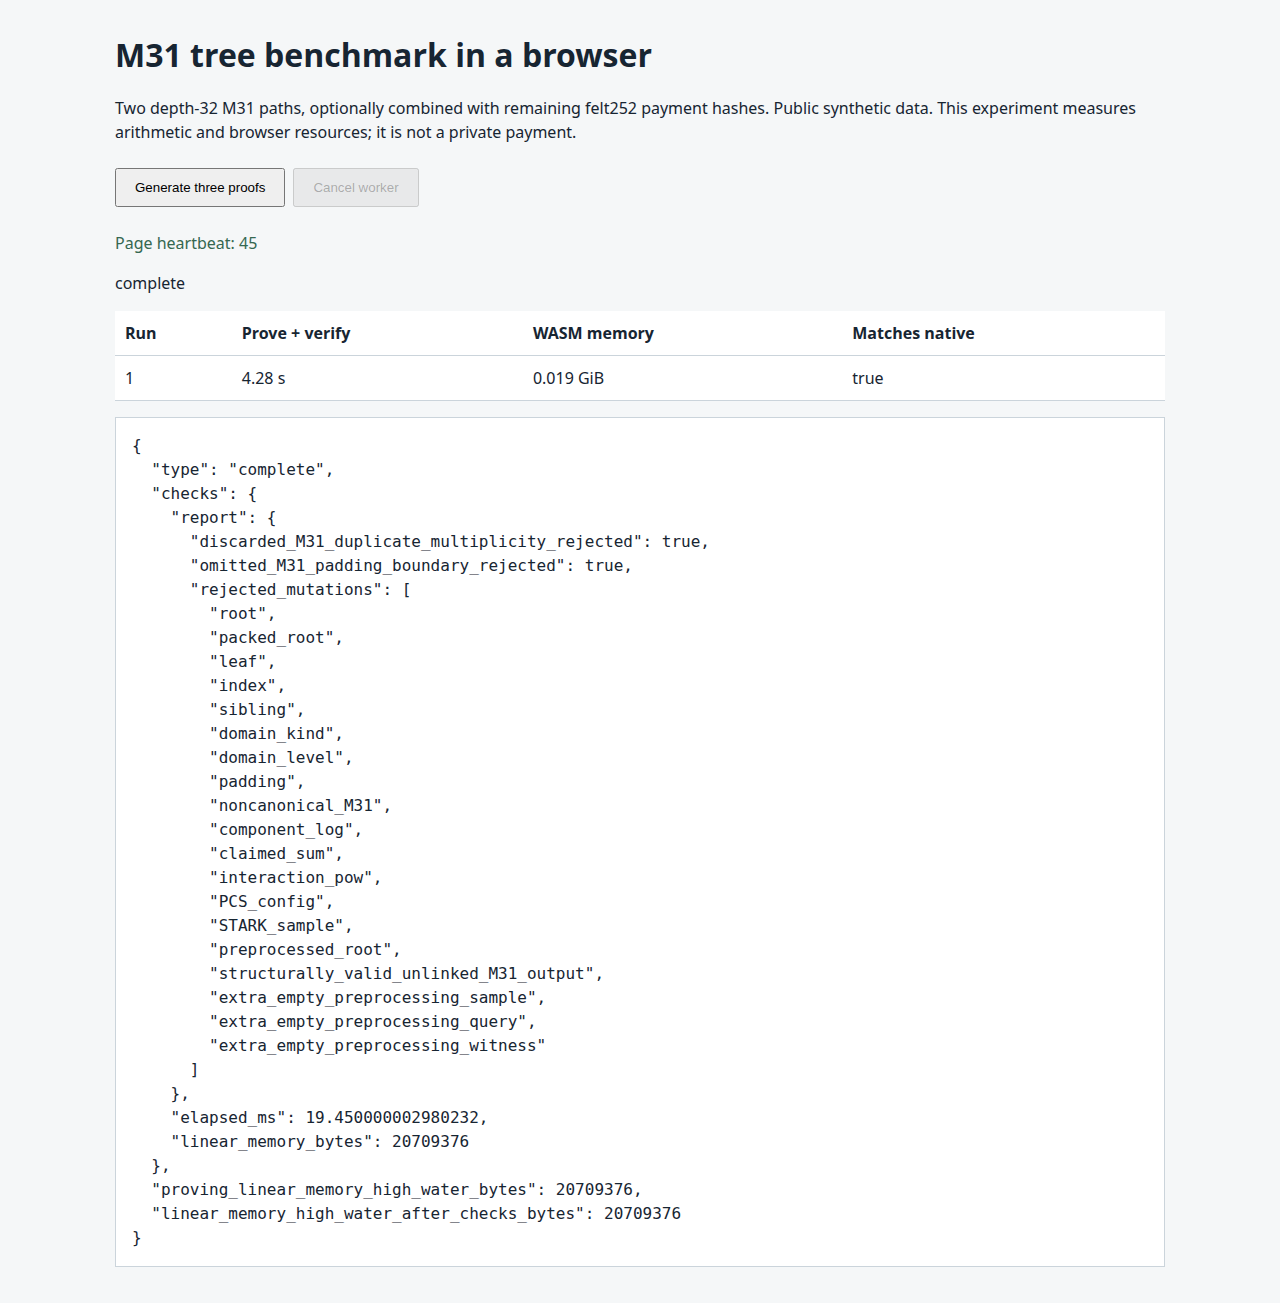 M31 tree benchmark in a browser
Two depth-32 M31 paths, optionally combined with remaining felt252 payment hashes. Public synthetic data. This experiment measures
arithmetic and browser resources; it is not a private payment.
Generate three proofs Cancel worker
Page heartbeat: 45
complete
Run Prove + verify WASM memory Matches native
1 4.28 s 0.019 GiB true
{
  "type": "complete",
  "checks": {
    "report": {
      "discarded_M31_duplicate_multiplicity_rejected": true,
      "omitted_M31_padding_boundary_rejected": true,
      "rejected_mutations": [
        "root",
        "packed_root",
        "leaf",
        "index",
        "sibling",
        "domain_kind",
        "domain_level",
        "padding",
        "noncanonical_M31",
        "component_log",
        "claimed_sum",
        "interaction_pow",
        "PCS_config",
        "STARK_sample",
        "preprocessed_root",
        "structurally_valid_unlinked_M31_output",
        "extra_empty_preprocessing_sample",
        "extra_empty_preprocessing_query",
        "extra_empty_preprocessing_witness"
      ]
    },
    "elapsed_ms": 19.450000002980232,
    "linear_memory_bytes": 20709376
  },
  "proving_linear_memory_high_water_bytes": 20709376,
  "linear_memory_high_water_after_checks_bytes": 20709376
}